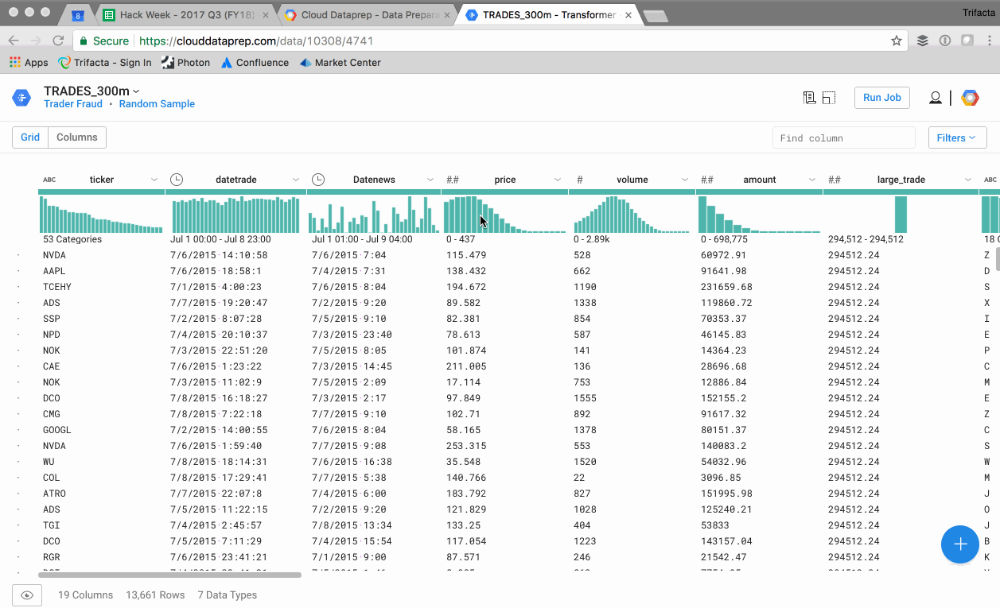 8 Hack Week - 2017 Q3 (FY18) Cloud Dataprep - Data Prepara TRADES_300m - Transformer Trifacta
Secure https://clouddataprep.com/data/10308/4741
Apps Trifacta - Sign In Photon Confluence Market Center
TRADES_300m
Trader Fraud • Random Sample
Run Job
Grid Columns Find column Filters
ABC ticker datetrade Datenews ## price # volume ## amount ## large_trade ABC
53 Categories Jul 1 00:00 - Jul 8 23:00 Jul 1 01:00 - Jul 9 04:00 0 - 437 0 - 2.89k 0 - 698,775 294,512 - 294,512 18
NVDA 7/6/2015·14:10:58 7/6/2015·7:04 115.479 528 60972.91 294512.24 Z
AAPL 7/6/2015·18:58:1 7/4/2015·7:31 138.432 662 91641.98 294512.24 D
TCEHY 7/1/2015·4:00:23 7/6/2015·8:04 194.672 1190 231659.68 294512.24 S
ADS 7/7/2015·19:20:47 7/2/2015·9:20 89.582 1338 119860.72 294512.24 X
SSP 7/2/2015·8:07:28 7/5/2015·9:10 82.381 854 70353.37 294512.24 I
NPD 7/4/2015·20:10:37 7/3/2015·23:40 78.613 587 46145.83 294512.24 E
NOK 7/3/2015·22:51:20 7/5/2015·8:05 101.874 141 14364.23 294512.24 P
CAE 7/6/2015·1:23:22 7/3/2015·14:45 211.005 136 28696.68 294512.24 C
NOK 7/3/2015·11:02:9 7/5/2015·2:09 17.114 753 12886.84 294512.24 M
DCO 7/8/2015·16:18:27 7/3/2015·2:17 97.849 1555 152155.2 294512.24 E
CMG 7/8/2015·7:22:18 7/7/2015·9:10 102.71 892 91617.32 294512.24 Z
GOOGL 7/2/2015·14:00:55 7/6/2015·8:04 58.165 1378 80151.37 294512.24 C
NVDA 7/6/2015·1:59:40 7/7/2015·9:08 253.315 553 140083.2 294512.24 S
WU 7/8/2015·18:14:31 7/6/2015·16:38 35.548 1520 54032.96 294512.24 W
COL 7/8/2015·17:29:41 7/7/2015·5:38 140.766 22 3096.85 294512.24 M
ATRO 7/7/2015·22:07:8 7/4/2015·6:00 183.792 827 151995.98 294512.24 J
ADS 7/5/2015·11:22:15 7/2/2015·9:20 121.829 1028 125240.21 294512.24 O
TGI 7/4/2015·2:45:57 7/8/2015·13:34 133.25 404 53833 294512.24 J
DCO 7/5/2015·7:11:29 7/4/2015·15:54 117.054 1223 143157.04 294512.24 B
RGR 7/6/2015·23:41:21 7/1/2015·9:00 87.571 246 21542.47 294512.24 K
19 Columns 13,661 Rows 7 Data Types